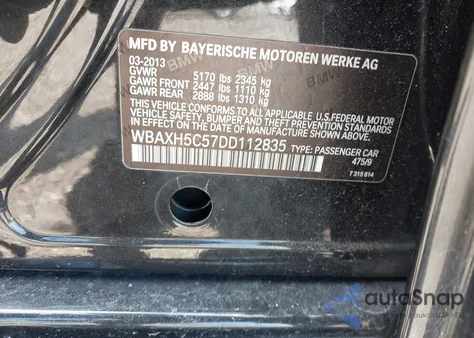 MFD BY BAYERISCHE MOTOREN WERKE AG
03-2013
GVWR 5170 lbs 2345 kg
GAWR FRONT 2447 lbs 1110 kg
GAWR REAR 2888 lbs 1310 kg
THIS VEHICLE CONFORMS TO ALL APPLICABLE U.S. FEDERAL MOTOR
VEHICLE SAFETY, BUMPER, AND THEFT PREVENTION STANDARDS
IN EFFECT ON THE DATE OF MANUFACTURE SHOWN ABOVE.
WBAXH5C57DD112835 TYPE: PASSENGER CAR
475/9
7 315 814
autoSnap